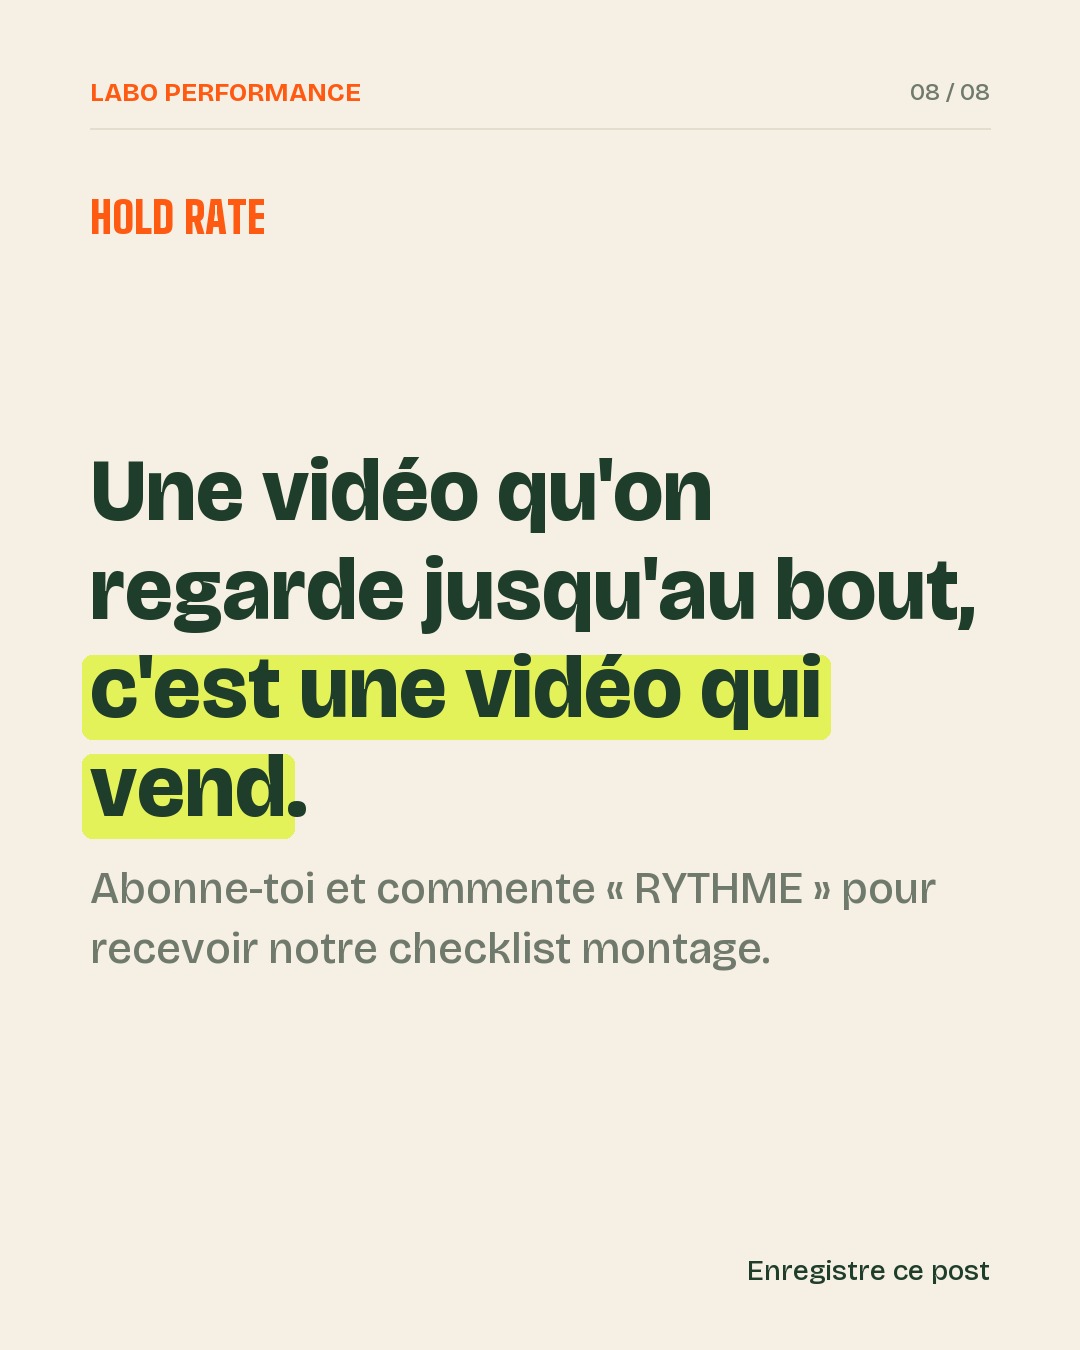 LABO PERFORMANCE
08 / 08
HOLD RATE
Une vidéo qu'on
regarde jusqu'au bout,
c'est une vidéo qui
vend.
Abonne-toi et commente « RYTHME » pour
recevoir notre checklist montage.
Enregistre ce post